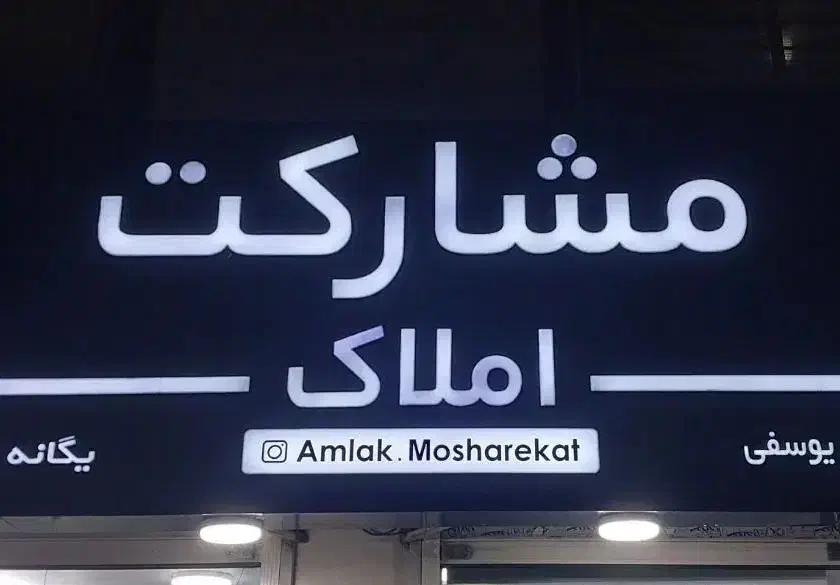 مشارکت
املاک
یوسفی
یگانه
Amlak.Mosharekat